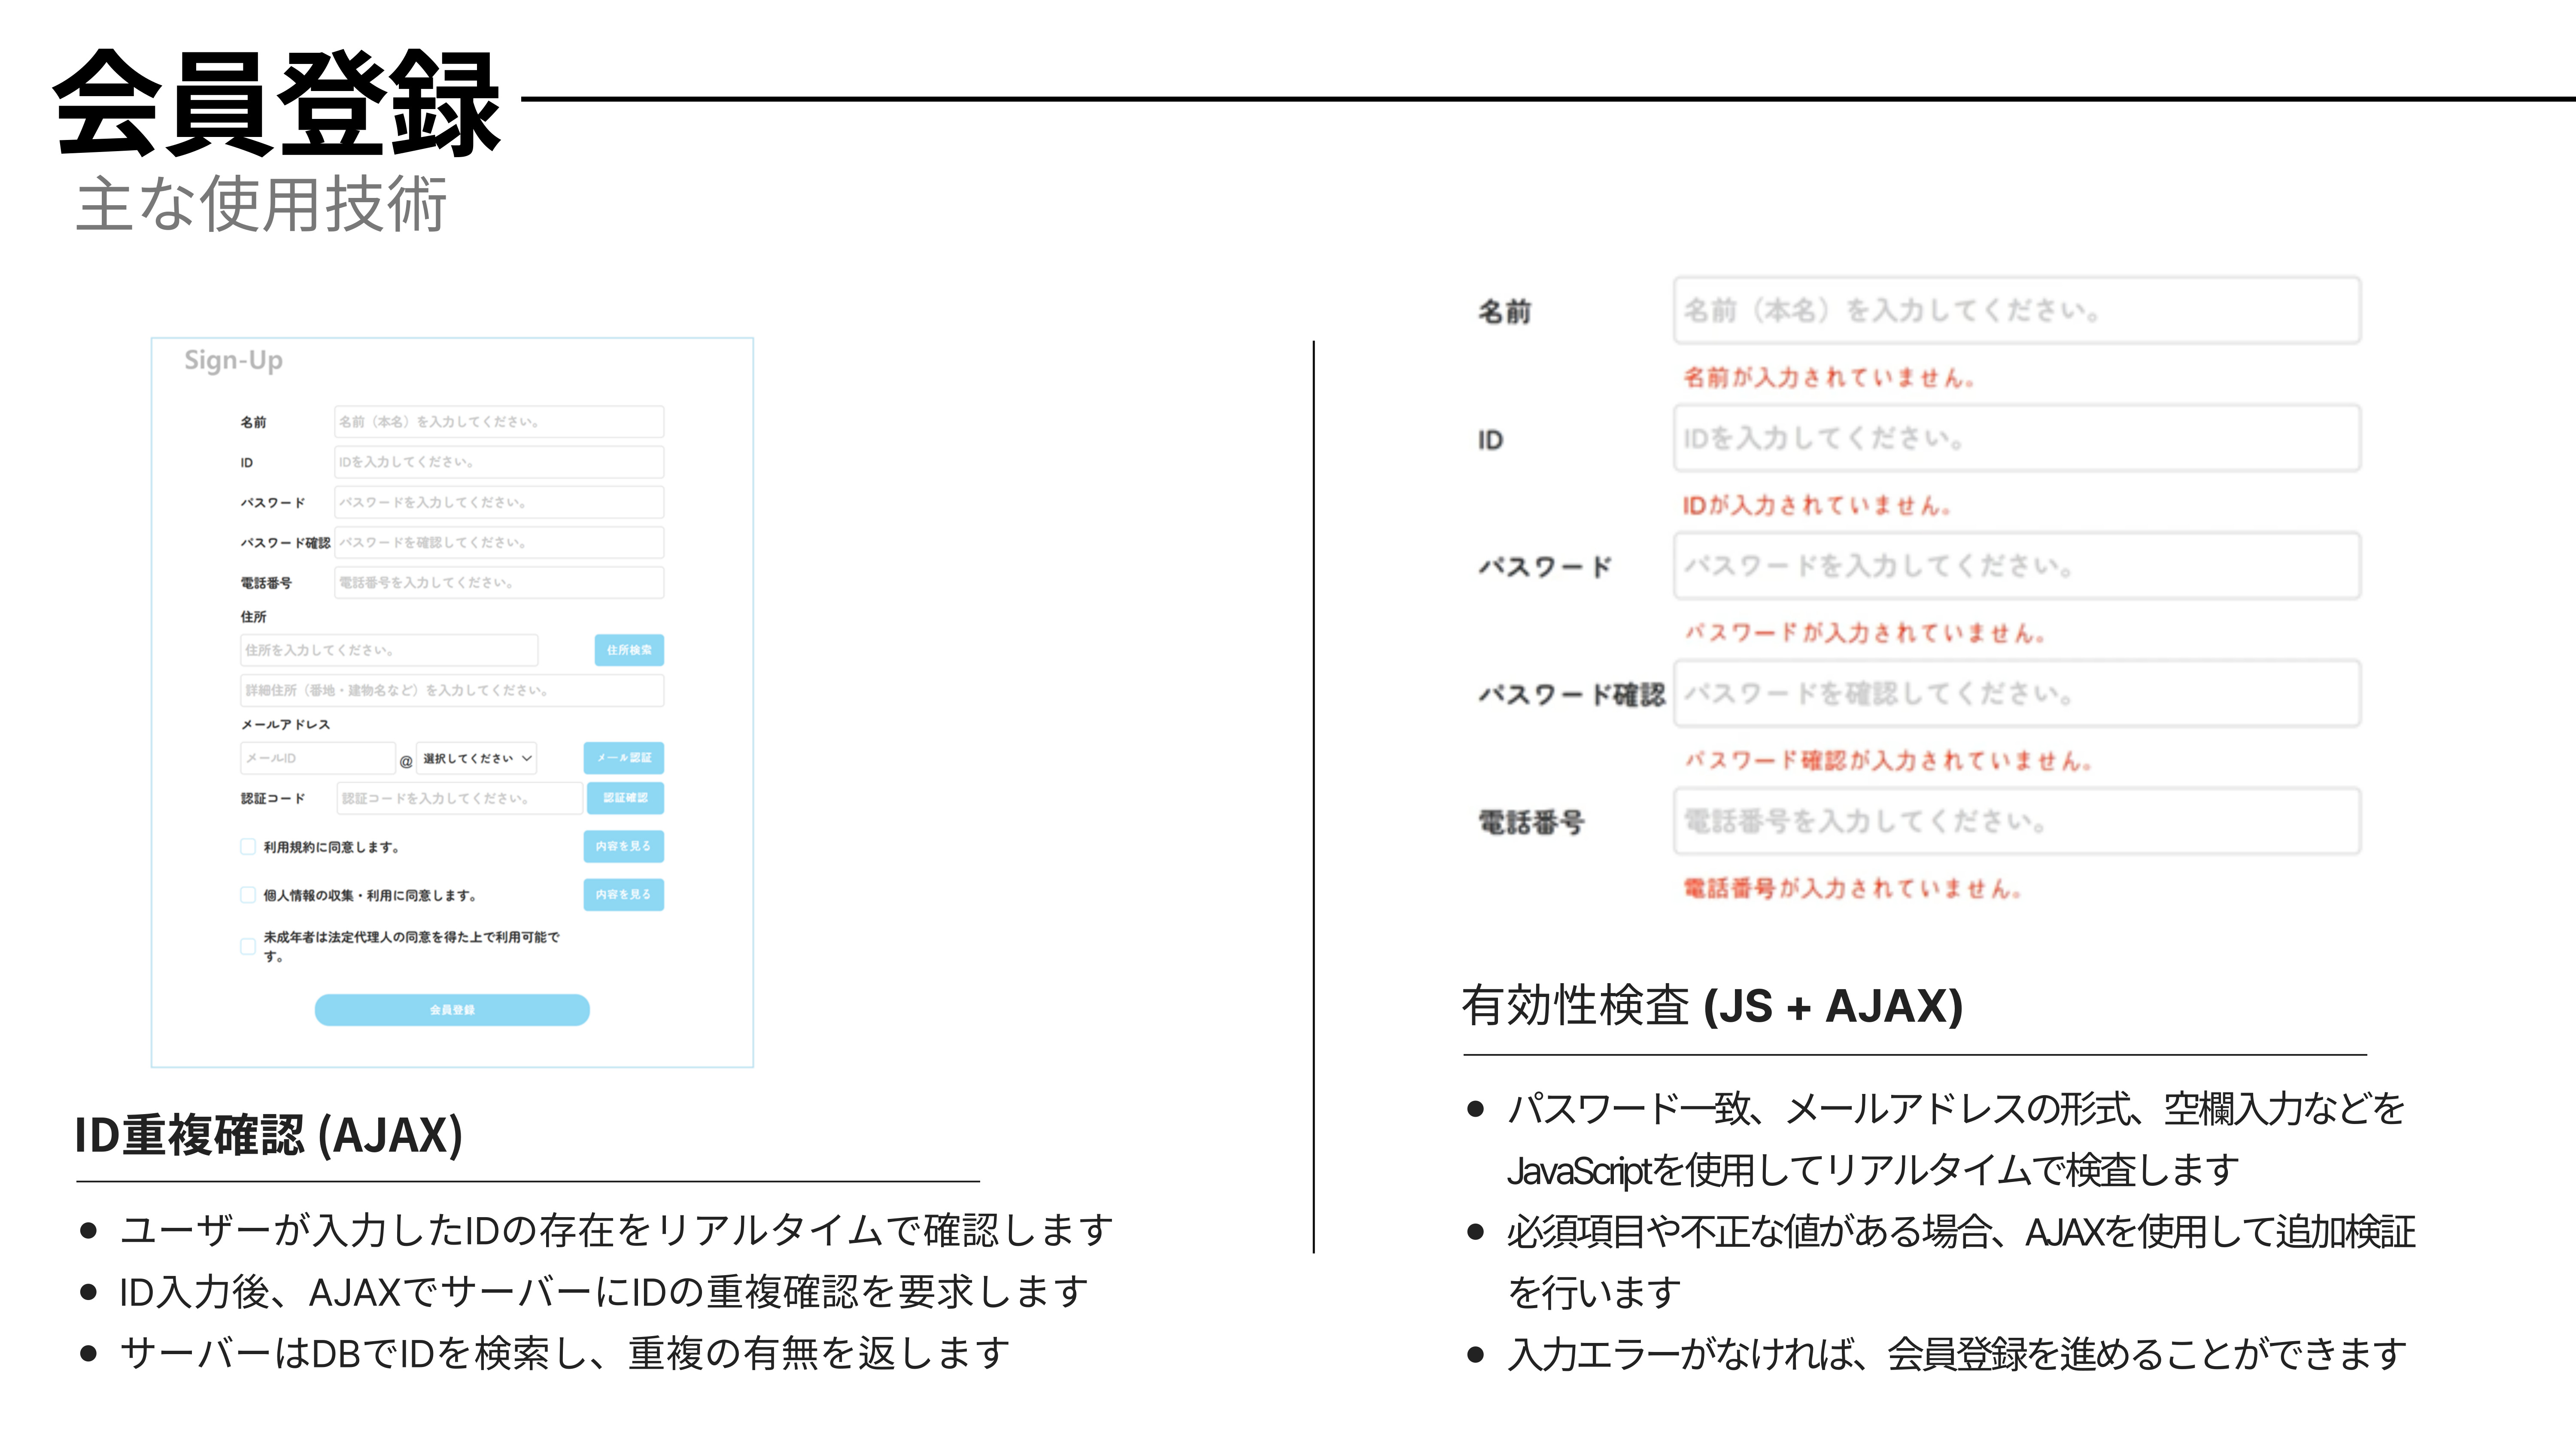 会員登録
主な使用技術
Sign-Up
名前 名前（本名）を入力してください。
ID IDを入力してください。
パスワード パスワードを入力してください。
パスワード確認 パスワードを確認してください。
電話番号 電話番号を入力してください。
住所
住所を入力してください。 住所検索
詳細住所（番地・建物名など）を入力してください。
メールアドレス
メールID @ 選択してください メール認証
認証コード 認証コードを入力してください。 認証確認
利用規約に同意します。 内容を見る
個人情報の収集・利用に同意します。 内容を見る
未成年者は法定代理人の同意を得た上で利用可能で
す。
会員登録
ID重複確認 (AJAX)
● ユーザーが入力したIDの存在をリアルタイムで確認します
● ID入力後、AJAXでサーバーにIDの重複確認を要求します
● サーバーはDBでIDを検索し、重複の有無を返します
名前 名前（本名）を入力してください。
名前が入力されていません。
ID IDを入力してください。
IDが入力されていません。
パスワード パスワードを入力してください。
パスワードが入力されていません。
パスワード確認 パスワードを確認してください。
パスワード確認が入力されていません。
電話番号 電話番号を入力してください。
電話番号が入力されていません。
有効性検査 (JS + AJAX)
● パスワード一致、メールアドレスの形式、空欄入力などを
JavaScriptを使用してリアルタイムで検査します
● 必須項目や不正な値がある場合、AJAXを使用して追加検証
を行います
● 入力エラーがなければ、会員登録を進めることができます